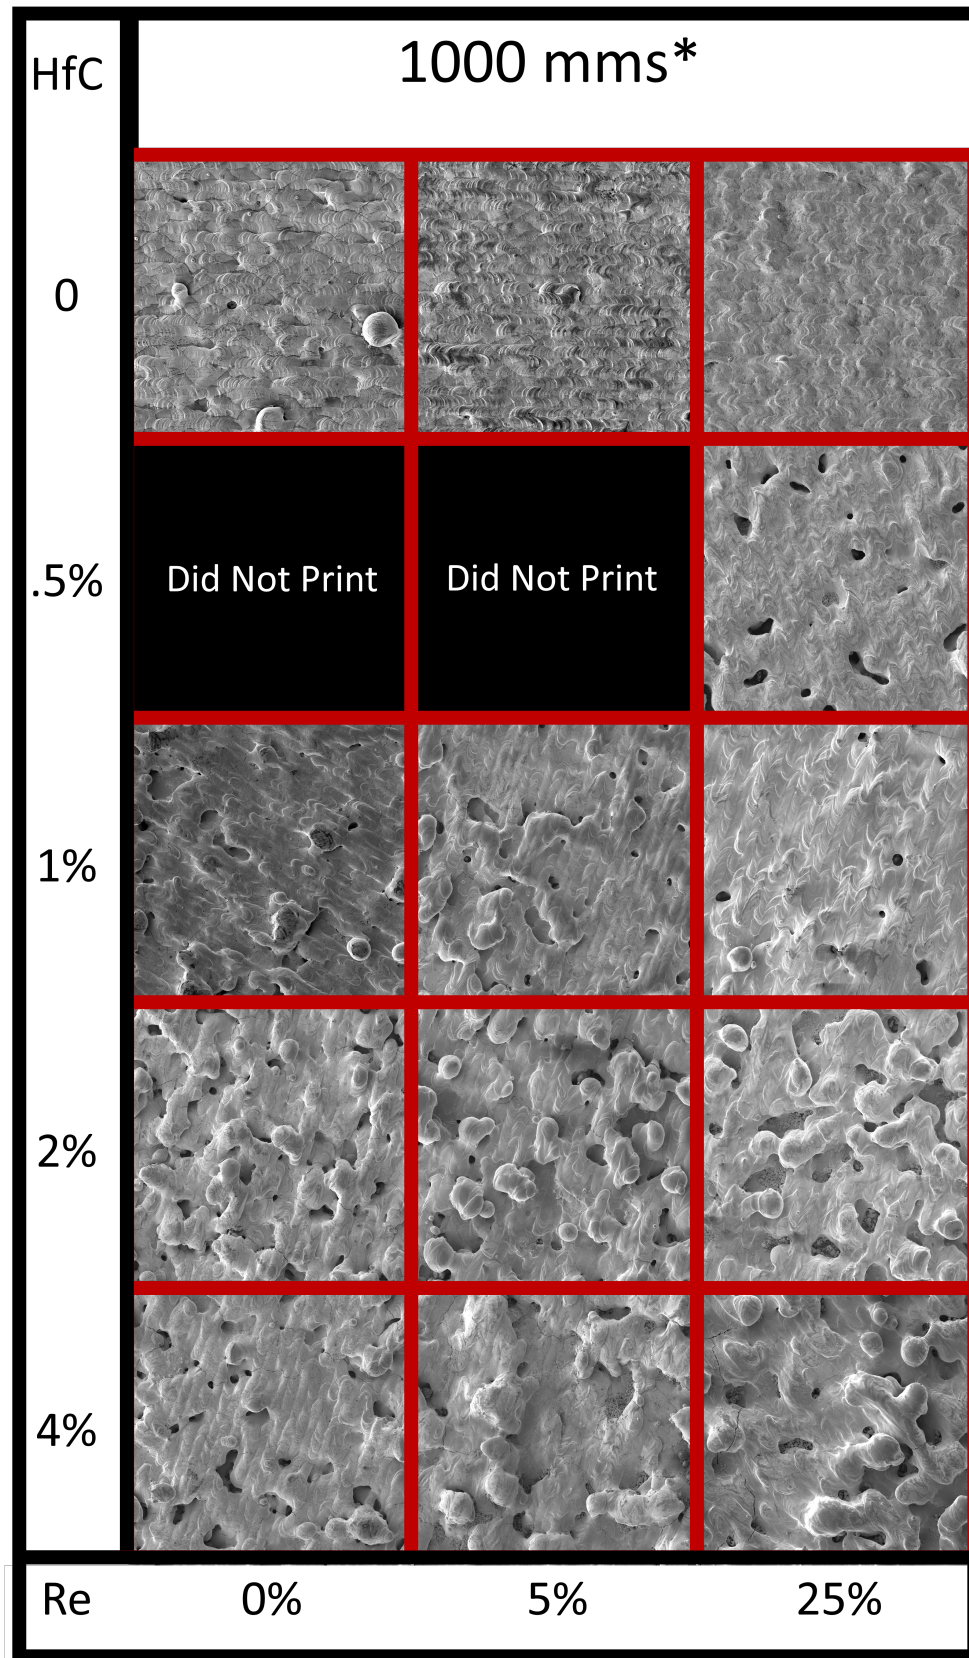 HfC
1000 mms*
0
.5%
Did Not Print
Did Not Print
1%
2%
4%
Re
0%
5%
25%